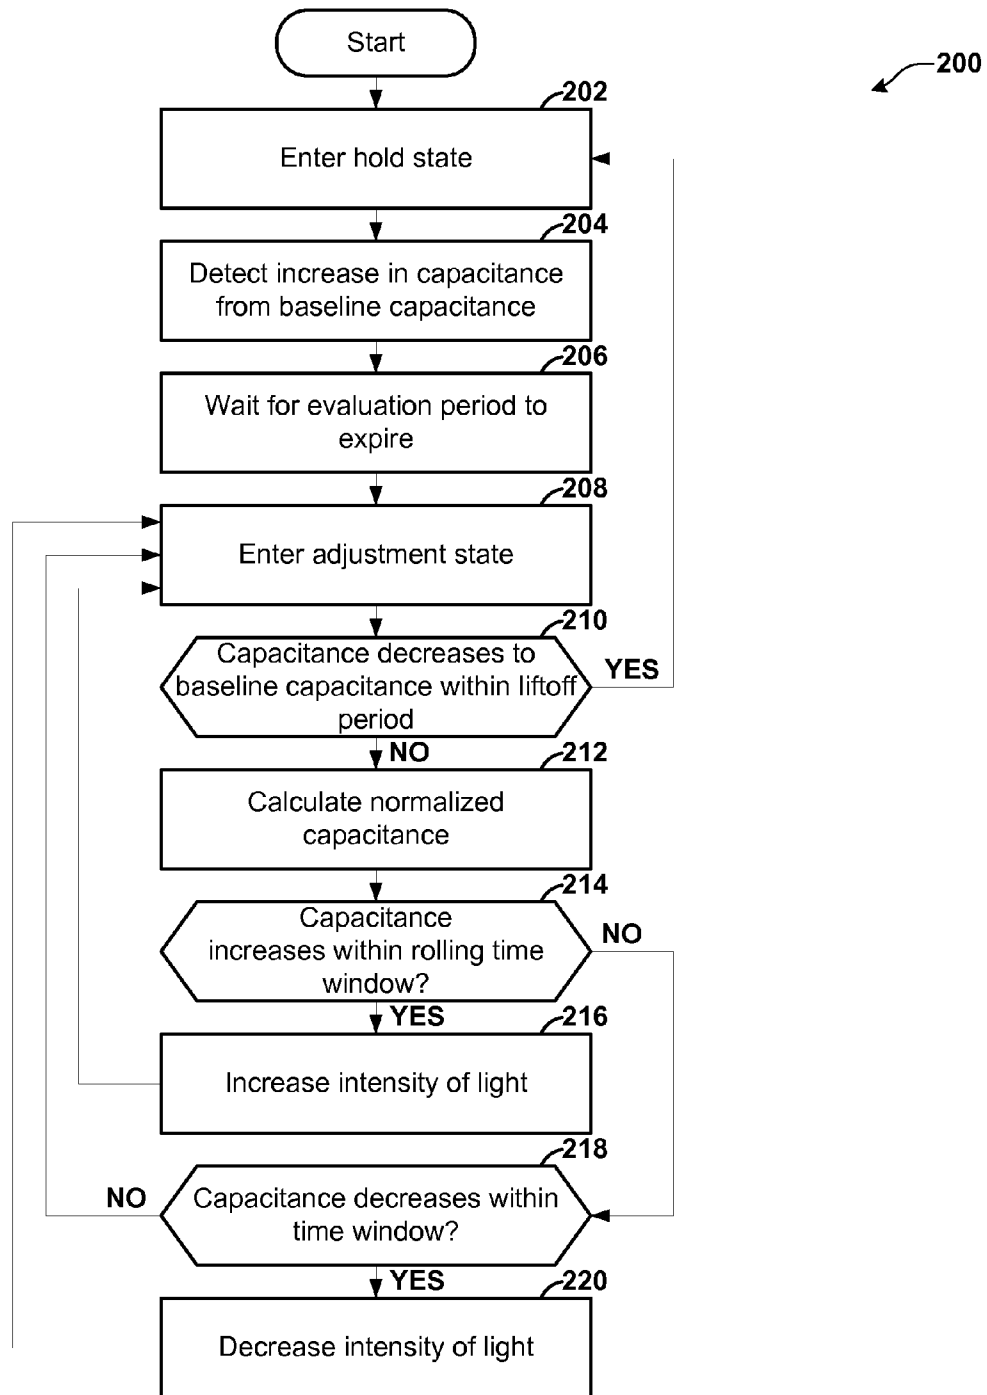 Start
200
202
Enter hold state
204
Detect increase in capacitance
from baseline capacitance
206
Wait for evaluation period to
expire
208
Enter adjustment state
210
Capacitance decreases to
baseline capacitance within liftoff
period
YES
NO
212
Calculate normalized
capacitance
214
Capacitance
increases within rolling time
window?
NO
YES
216
Increase intensity of light
218
Capacitance decreases within
time window?
NO
YES
220
Decrease intensity of light